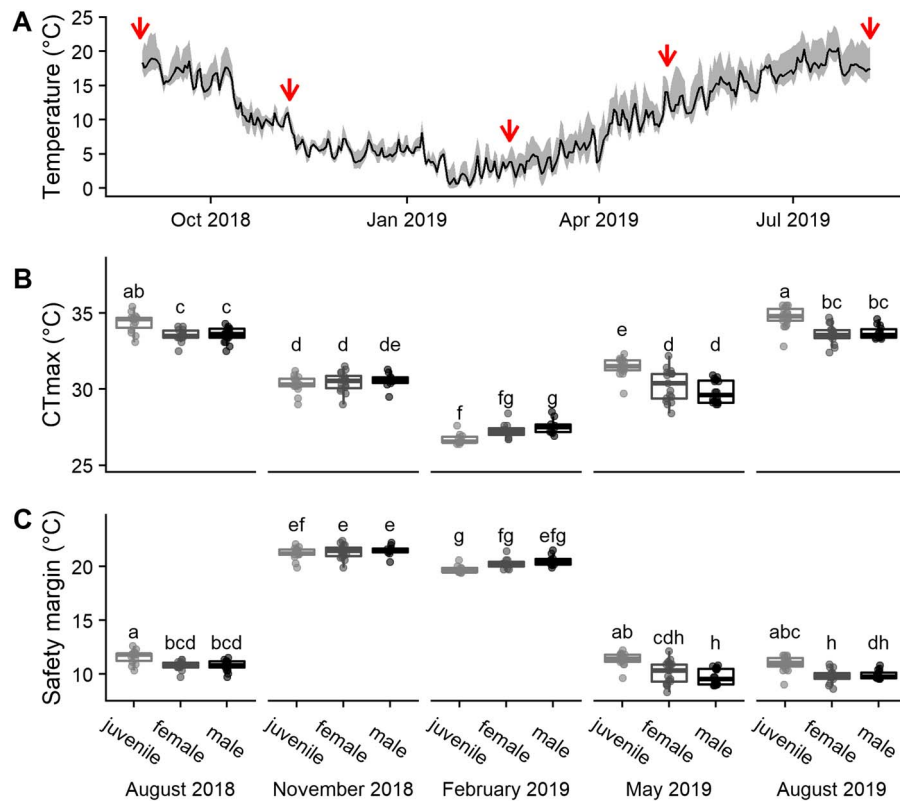 A
Temperature (°C)
25
20
15
10
5
0
Oct 2018 Jan 2019 Apr 2019 Jul 2019
B
CTmax (°C)
35
30
25
ab c c
d d de
f fg g
e d d
a bc bc
C
Safety margin (°C)
20
15
10
a bcd bcd
ef e e
g fg efg
ab cdh h
abc h dh
juvenile female male juvenile female male juvenile female male juvenile female male juvenile female male
August 2018 November 2018 February 2019 May 2019 August 2019